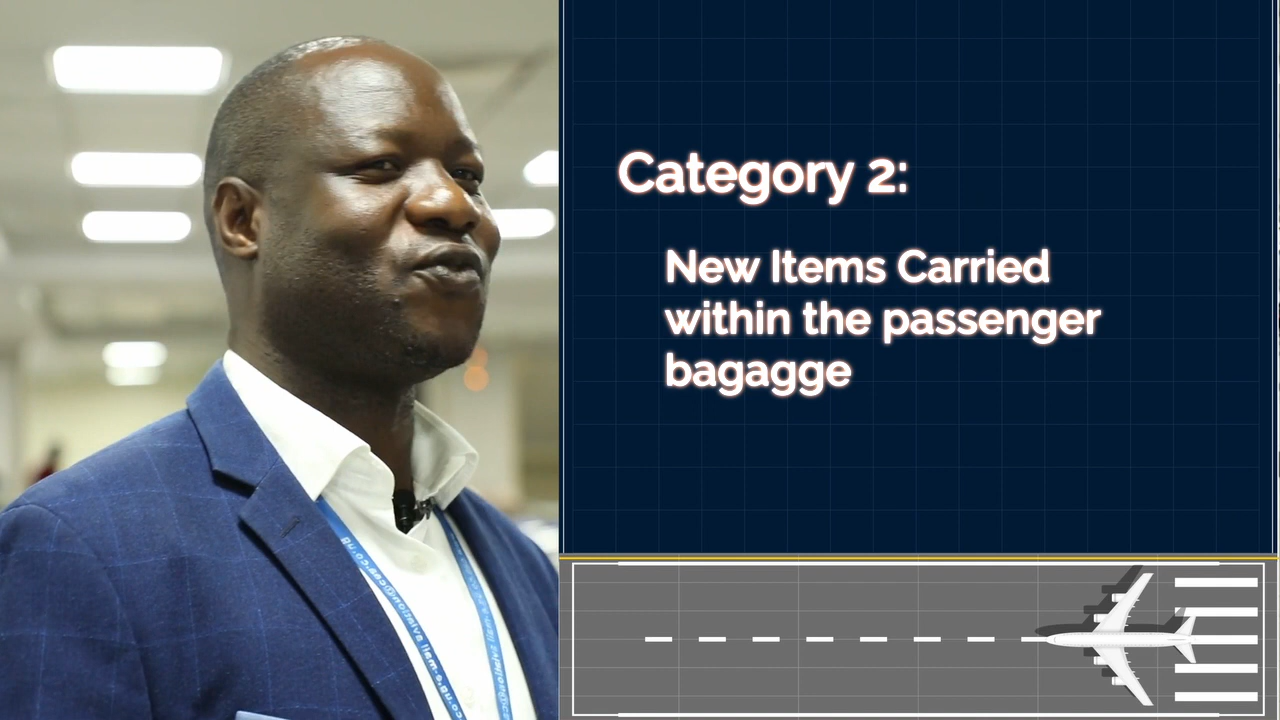 Category 2:
New Items Carried
within the passenger
bagagge